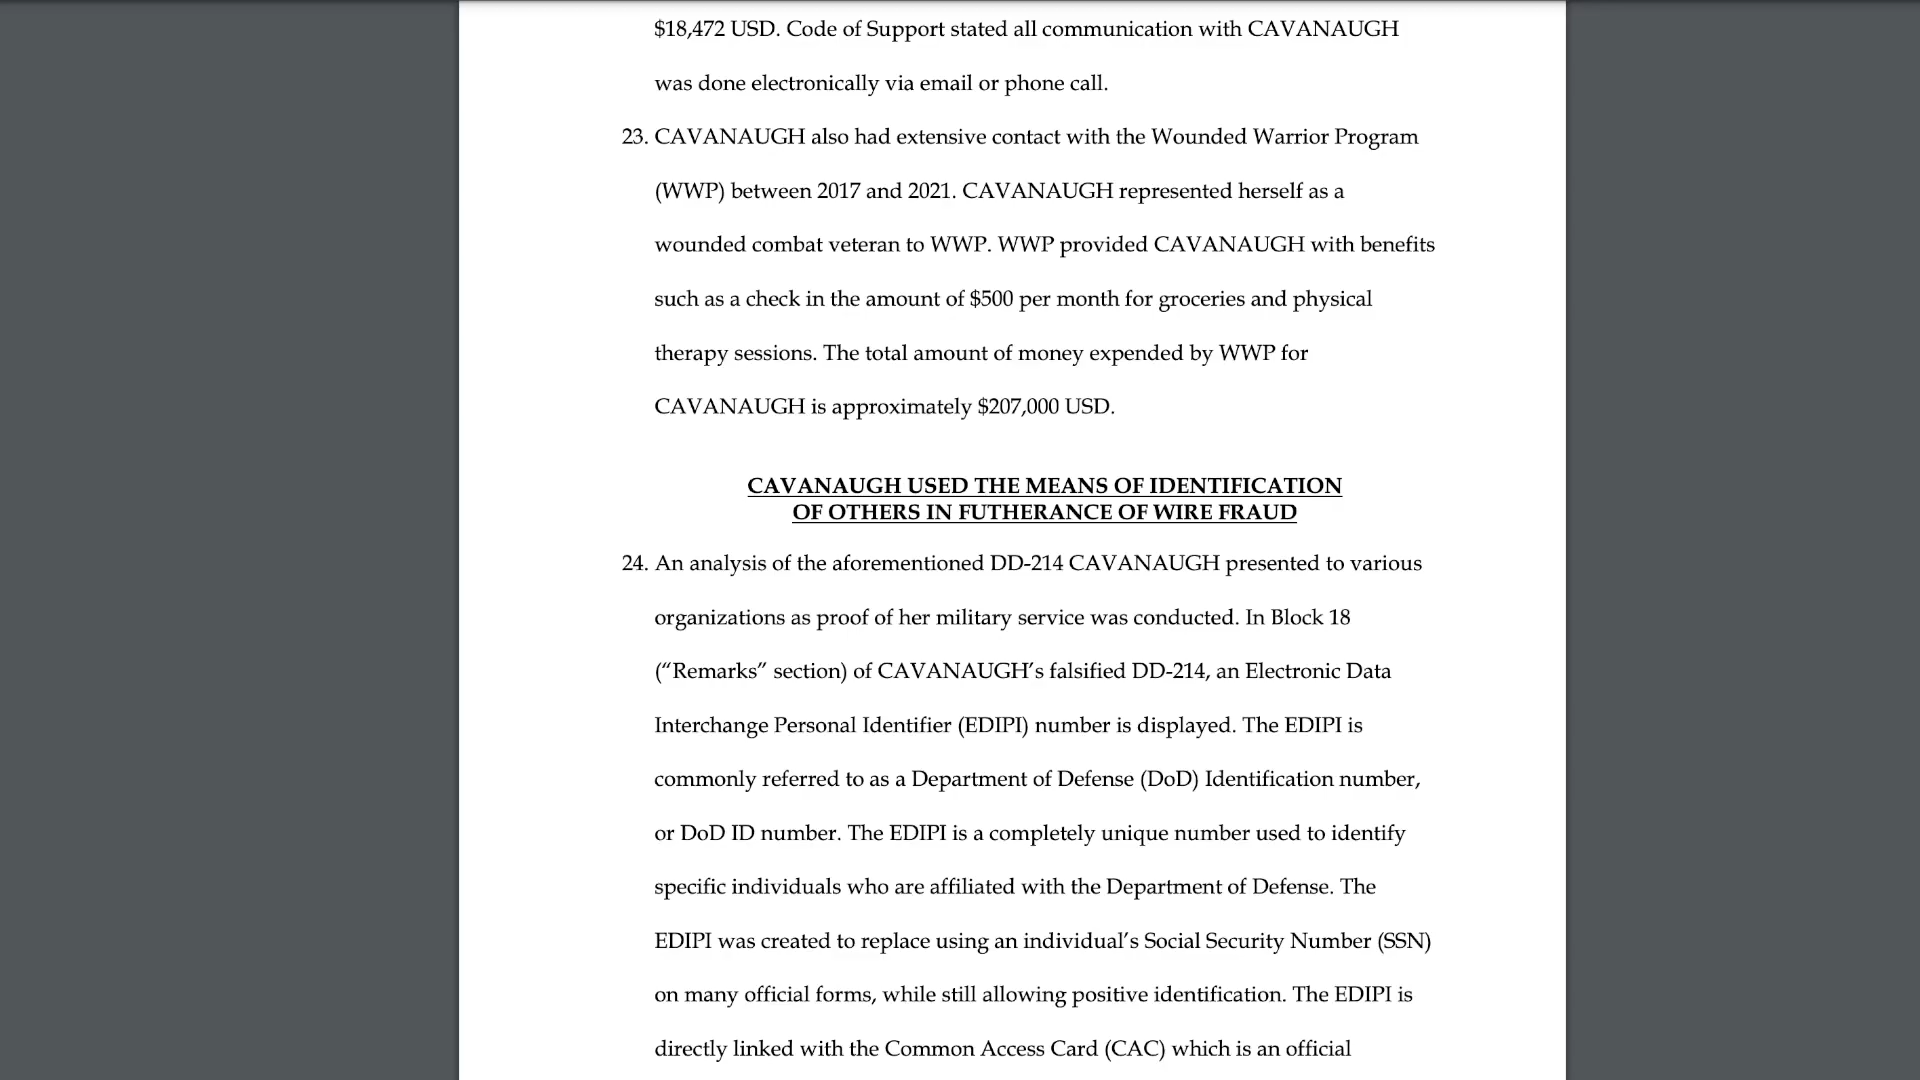 $18,472 USD. Code of Support stated all communication with CAVANAUGH
was done electronically via email or phone call.
23. CAVANAUGH also had extensive contact with the Wounded Warrior Program
(WWP) between 2017 and 2021. CAVANAUGH represented herself as a
wounded combat veteran to WWP. WWP provided CAVANAUGH with benefits
such as a check in the amount of $500 per month for groceries and physical
therapy sessions. The total amount of money expended by WWP for
CAVANAUGH is approximately $207,000 USD.
CAVANAUGH USED THE MEANS OF IDENTIFICATION
OF OTHERS IN FUTHERANCE OF WIRE FRAUD
24. An analysis of the aforementioned DD-214 CAVANAUGH presented to various
organizations as proof of her military service was conducted. In Block 18
(“Remarks” section) of CAVANAUGH’s falsified DD-214, an Electronic Data
Interchange Personal Identifier (EDIPI) number is displayed. The EDIPI is
commonly referred to as a Department of Defense (DoD) Identification number,
or DoD ID number. The EDIPI is a completely unique number used to identify
specific individuals who are affiliated with the Department of Defense. The
EDIPI was created to replace using an individual’s Social Security Number (SSN)
on many official forms, while still allowing positive identification. The EDIPI is
directly linked with the Common Access Card (CAC) which is an official